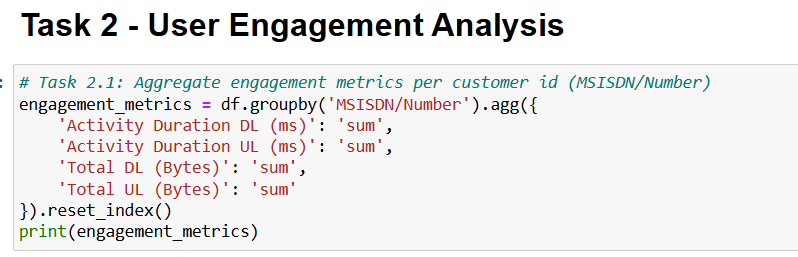 Task 2 - User Engagement Analysis
:
# Task 2.1: Aggregate engagement metrics per customer id (MSISDN/Number)
engagement_metrics = df.groupby('MSISDN/Number').agg({
    'Activity Duration DL (ms)': 'sum',
    'Activity Duration UL (ms)': 'sum',
    'Total DL (Bytes)': 'sum',
    'Total UL (Bytes)': 'sum'
}).reset_index()
print(engagement_metrics)